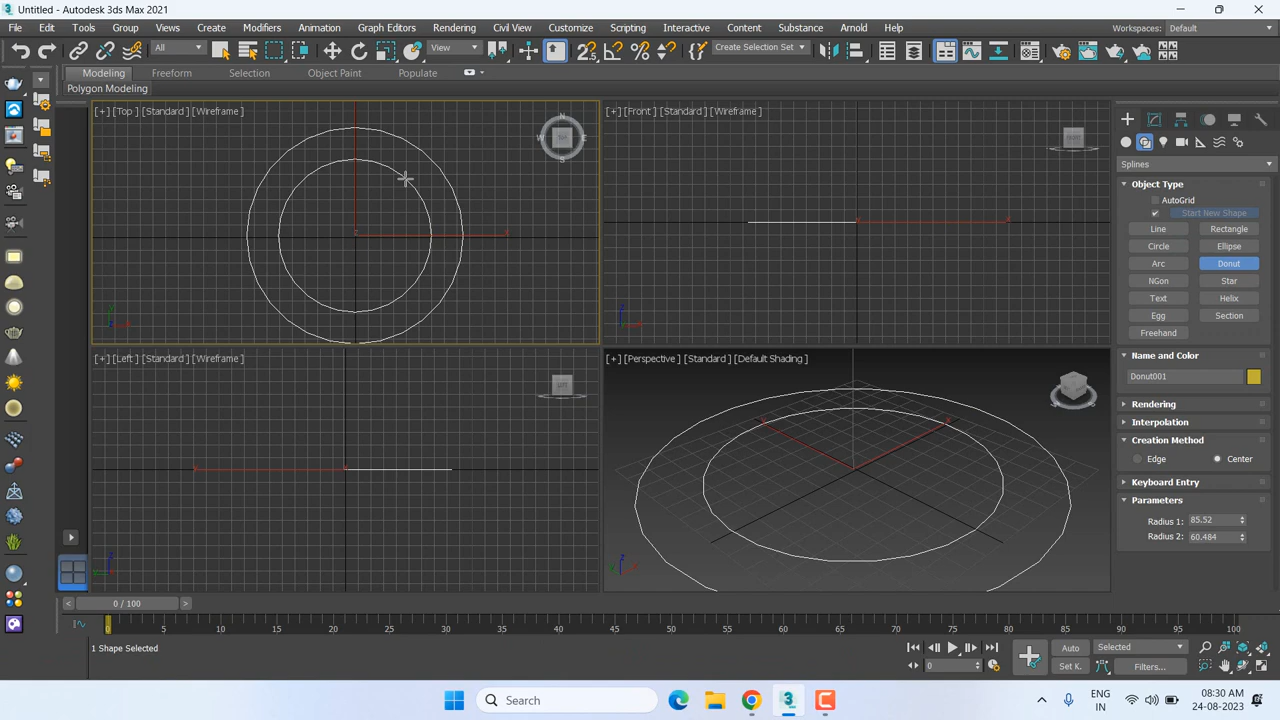 Untitled - Autodesk 3ds Max 2021
File Edit Tools Group Views Create Modifiers Animation Graph Editors Rendering Civil View Customize Scripting Interactive Content Substance Arnold Help
Workspaces: Default
All View Create Selection Set
Modeling Freeform Selection Object Paint Populate
Polygon Modeling
[+] [Top] [Standard] [Wireframe]
[+] [Front] [Standard] [Wireframe]
[+] [Left] [Standard] [Wireframe]
[+] [Perspective] [Standard] [Default Shading]
Splines
Object Type
AutoGrid
Start New Shape
Line Rectangle
Circle Ellipse
Arc Donut
NGon Star
Text Helix
Egg Section
Freehand
Name and Color
Donut001
Rendering
Interpolation
Creation Method
Edge Center
Keyboard Entry
Parameters
Radius 1: 85.52
Radius 2: 60.484
< 0 / 100 >
0 5 10 15 20 25 30 35 40 45 50 55 60 65 70 75 80 85 90 95 100
1 Shape Selected
Auto Selected
0 Set K. Filters...
Search
ENG
IN
08:30 AM
24-08-2023